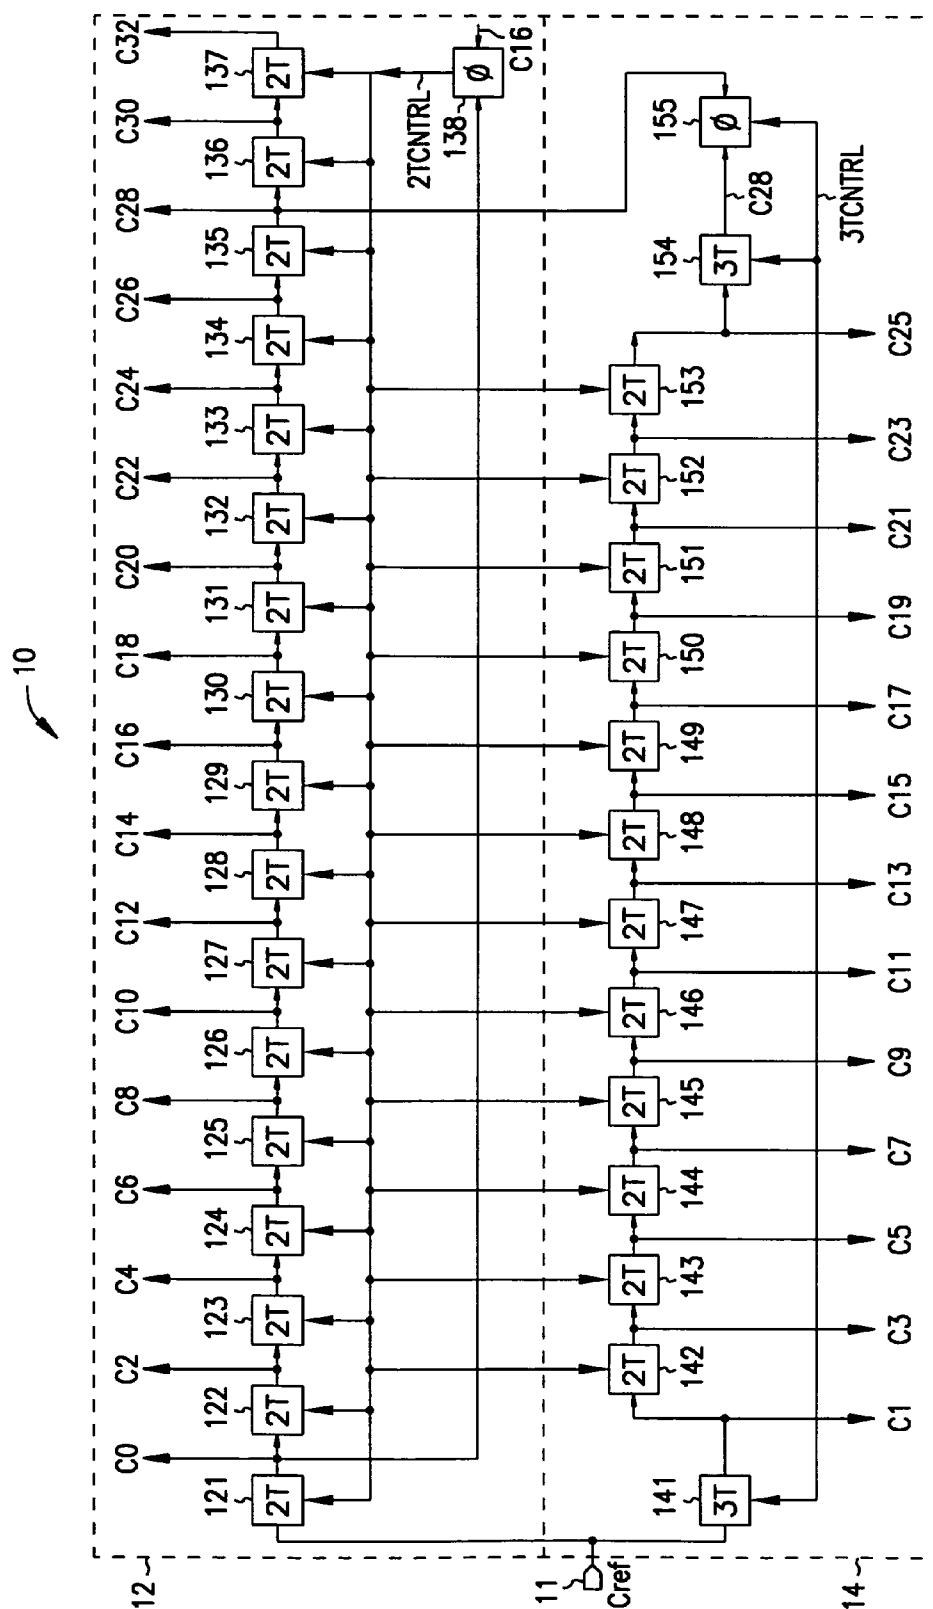 10
12
C0 C2 C4 C6 C8 C10 C12 C14 C16 C18 C20 C22 C24 C26 C28 C30 C32
121 122 123 124 125 126 127 128 129 130 131 132 133 134 135 136 137
2T 2T 2T 2T 2T 2T 2T 2T 2T 2T 2T 2T 2T 2T 2T 2T 2T
2TCNTRL
138
Ø
C16
11
Cref
2T 2T 2T 2T 2T 2T 2T 2T 2T 2T 2T 2T
142 143 144 145 146 147 148 149 150 151 152 153
141 154 155
3T 3T Ø
C28
3TCNTRL
14
C1 C3 C5 C7 C9 C11 C13 C15 C17 C19 C21 C23 C25